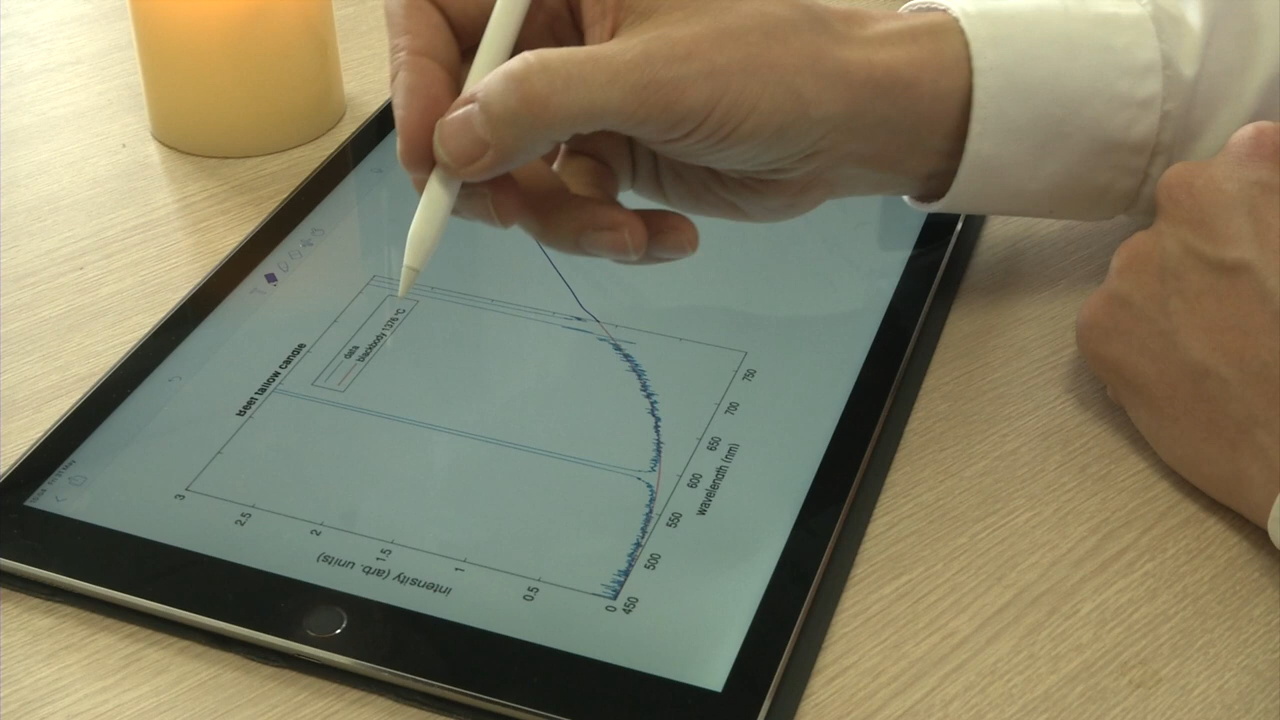 Beef tallow candle
data
blackbody 1376 °C
3
2.5
2
1.5
1
0.5
0
Intensity (arb. units)
450
500
550
600
650
700
750
wavelength (nm)